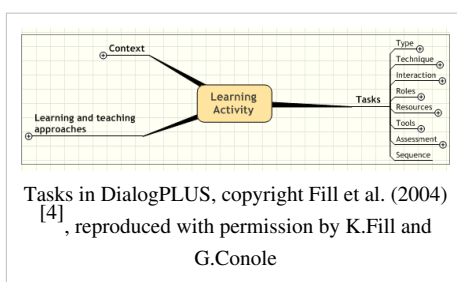 Context
Learning and teaching
approaches
Learning
Activity
Tasks
Type
Technique
Interaction
Roles
Resources
Tools
Assessment
Sequence
Tasks in DialogPLUS, copyright Fill et al. (2004)
[4], reproduced with permission by K.Fill and
G.Conole